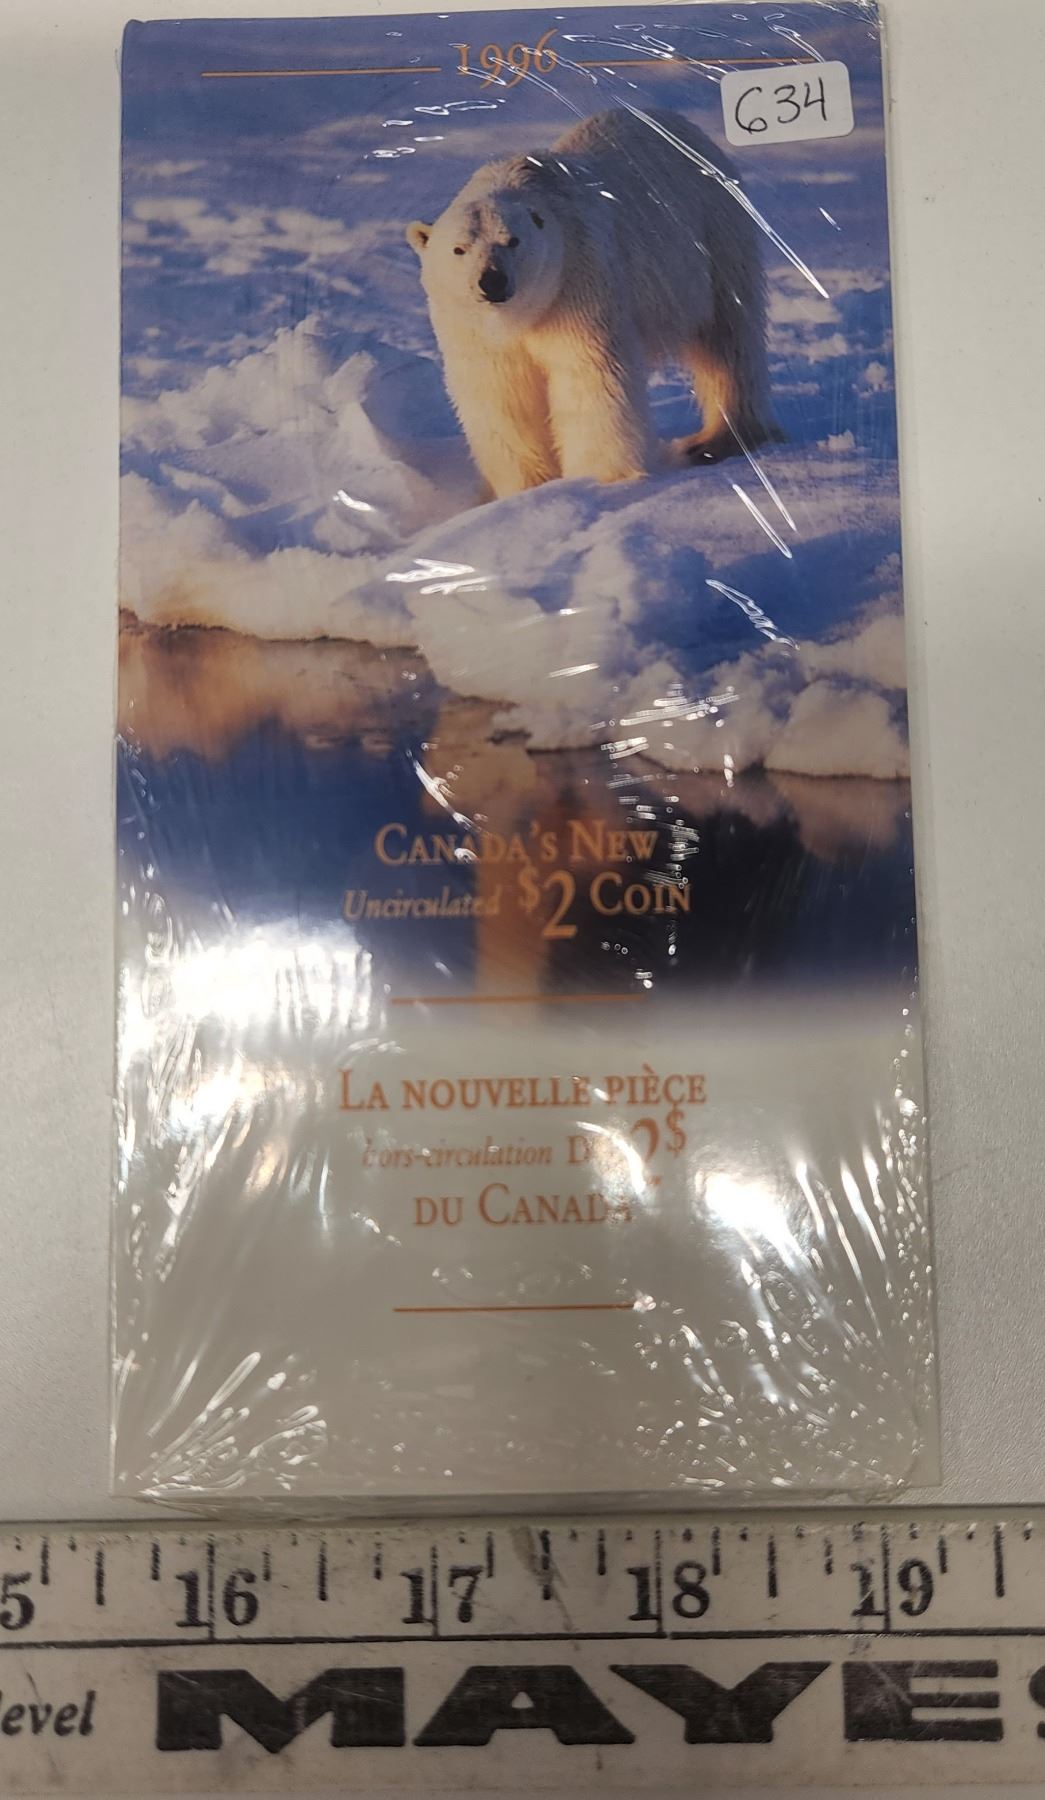 1996
634
CANADA'S NEW
Uncirculated $2 COIN
LA NOUVELLE PIÈCE
hors-circulation DE 2$
DU CANADA
5 16 17 18 19
level MAYES